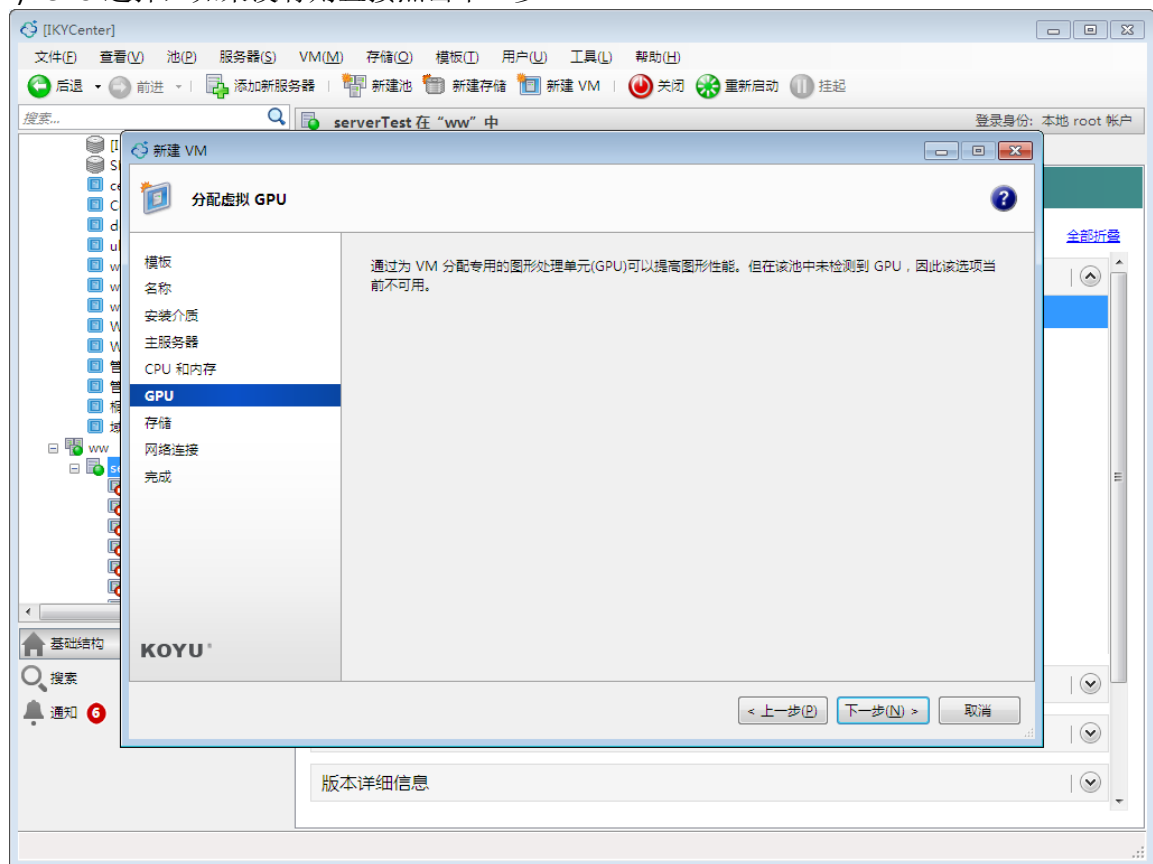 [IKYCenter]
文件(F) 查看(V) 池(P) 服务器(S) VM(M) 存储(O) 模板(T) 用户(U) 工具(L) 帮助(H)
后退 前进 添加新服务器 新建池 新建存储 新建 VM 关闭 重新启动 挂起
搜索...
serverTest 在“ww”中
登录身份: 本地 root 帐户
新建 VM
分配虚拟 GPU
全部折叠
模板
名称
安装介质
主服务器
CPU 和内存
GPU
存储
网络连接
完成
通过为 VM 分配专用的图形处理单元(GPU)可以提高图形性能。但在该池中未检测到 GPU，因此该选项当
前不可用。
ww
KOYU
基础结构
搜索
通知 6
< 上一步(P) 下一步(N) > 取消
版本详细信息